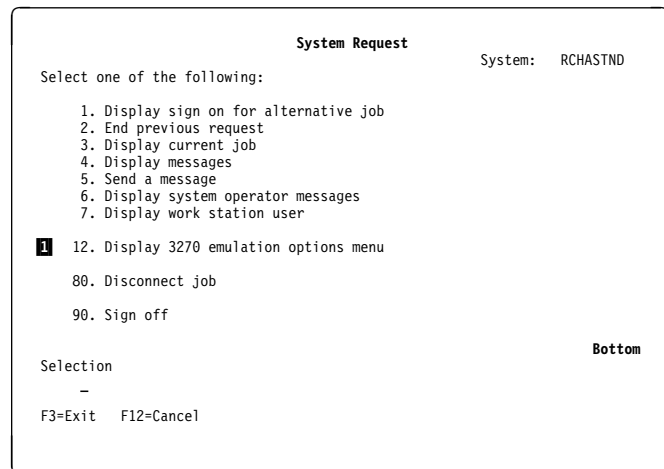 System Request
System: RCHASTND
Select one of the following:
1. Display sign on for alternative job
2. End previous request
3. Display current job
4. Display messages
5. Send a message
6. Display system operator messages
7. Display work station user
1 12. Display 3270 emulation options menu
80. Disconnect job
90. Sign off
Bottom
Selection
_
F3=Exit F12=Cancel